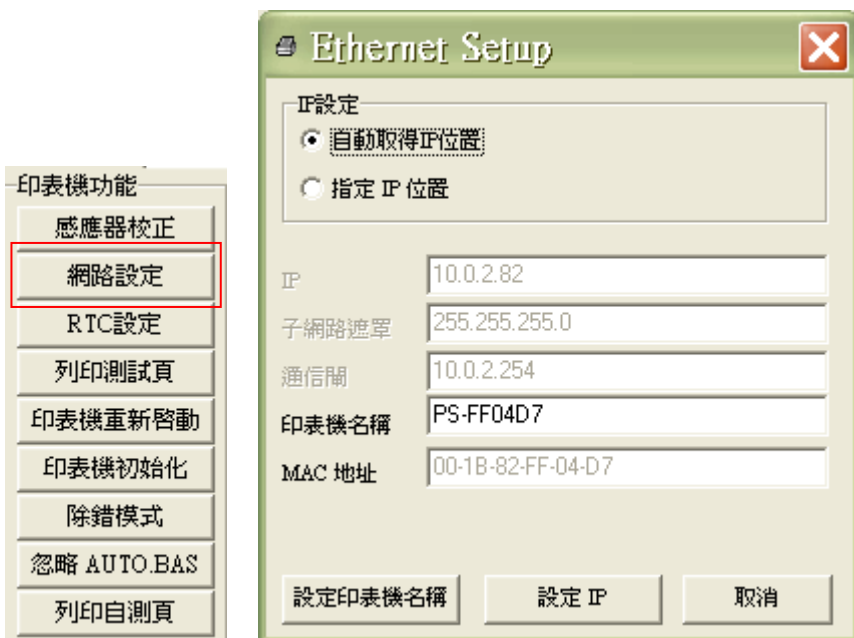 印表機功能
感應器校正
網路設定
RTC設定
列印測試頁
印表機重新啓動
印表機初始化
除錯模式
忽略 AUTO.BAS
列印自測頁
Ethernet Setup
IP設定
自動取得IP位置
指定 IP 位置
IP 10.0.2.82
子網路遮罩 255.255.255.0
通信閘 10.0.2.254
印表機名稱 PS-FF04D7
MAC 地址 00-1B-82-FF-04-D7
設定印表機名稱 設定 IP 取消